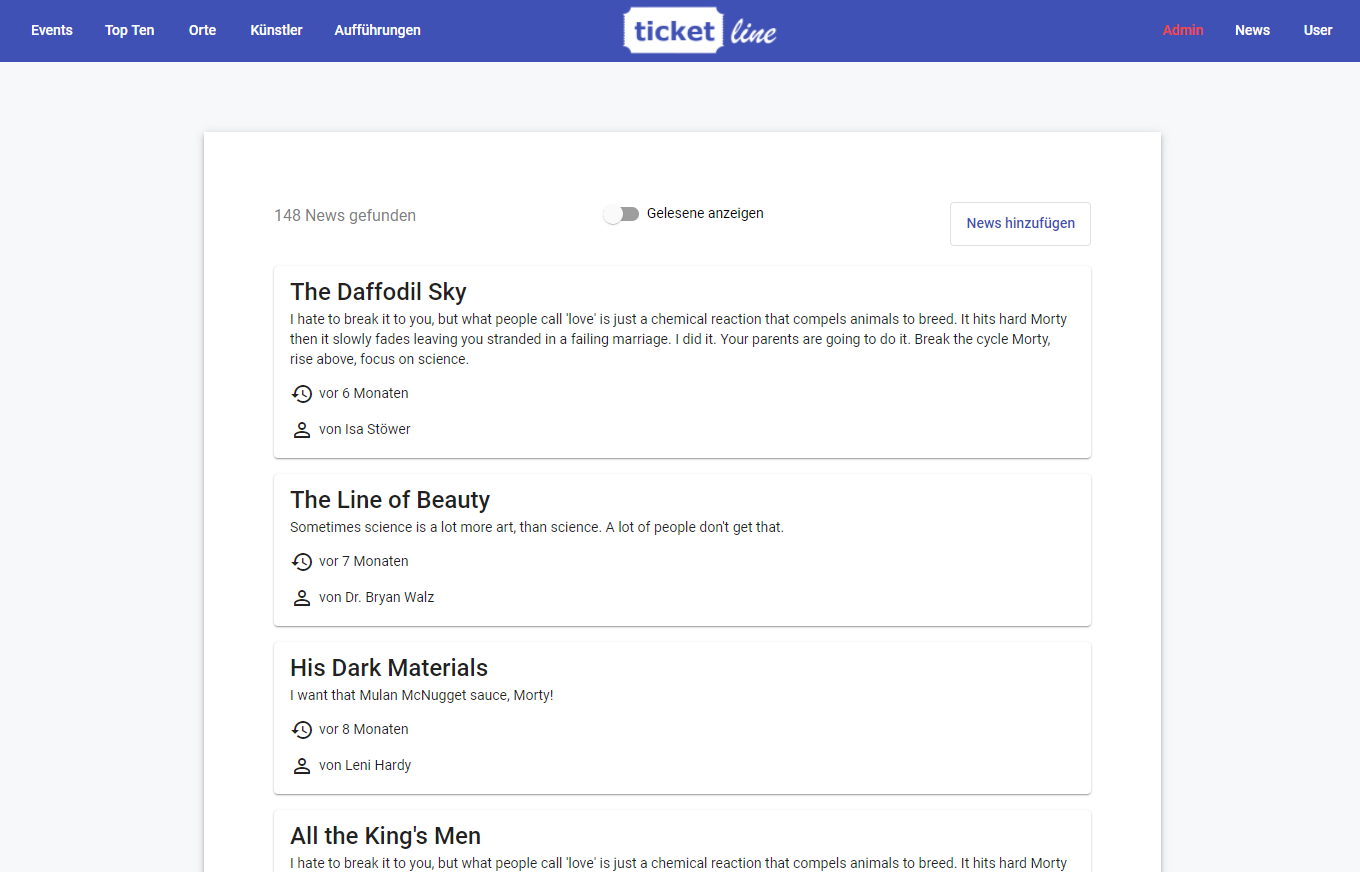 Events Top Ten Orte Künstler Aufführungen ticket line Admin News User
148 News gefunden Gelesene anzeigen News hinzufügen
The Daffodil Sky
I hate to break it to you, but what people call 'love' is just a chemical reaction that compels animals to breed. It hits hard Morty
then it slowly fades leaving you stranded in a failing marriage. I did it. Your parents are going to do it. Break the cycle Morty,
rise above, focus on science.
vor 6 Monaten
von Isa Stöwer
The Line of Beauty
Sometimes science is a lot more art, than science. A lot of people don't get that.
vor 7 Monaten
von Dr. Bryan Walz
His Dark Materials
I want that Mulan McNugget sauce, Morty!
vor 8 Monaten
von Leni Hardy
All the King's Men
I hate to break it to you, but what people call 'love' is just a chemical reaction that compels animals to breed. It hits hard Morty